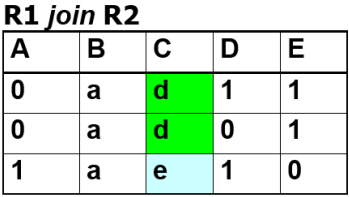 R1 join R2
A B C D E
0 a d 1 1
0 a d 0 1
1 a e 1 0